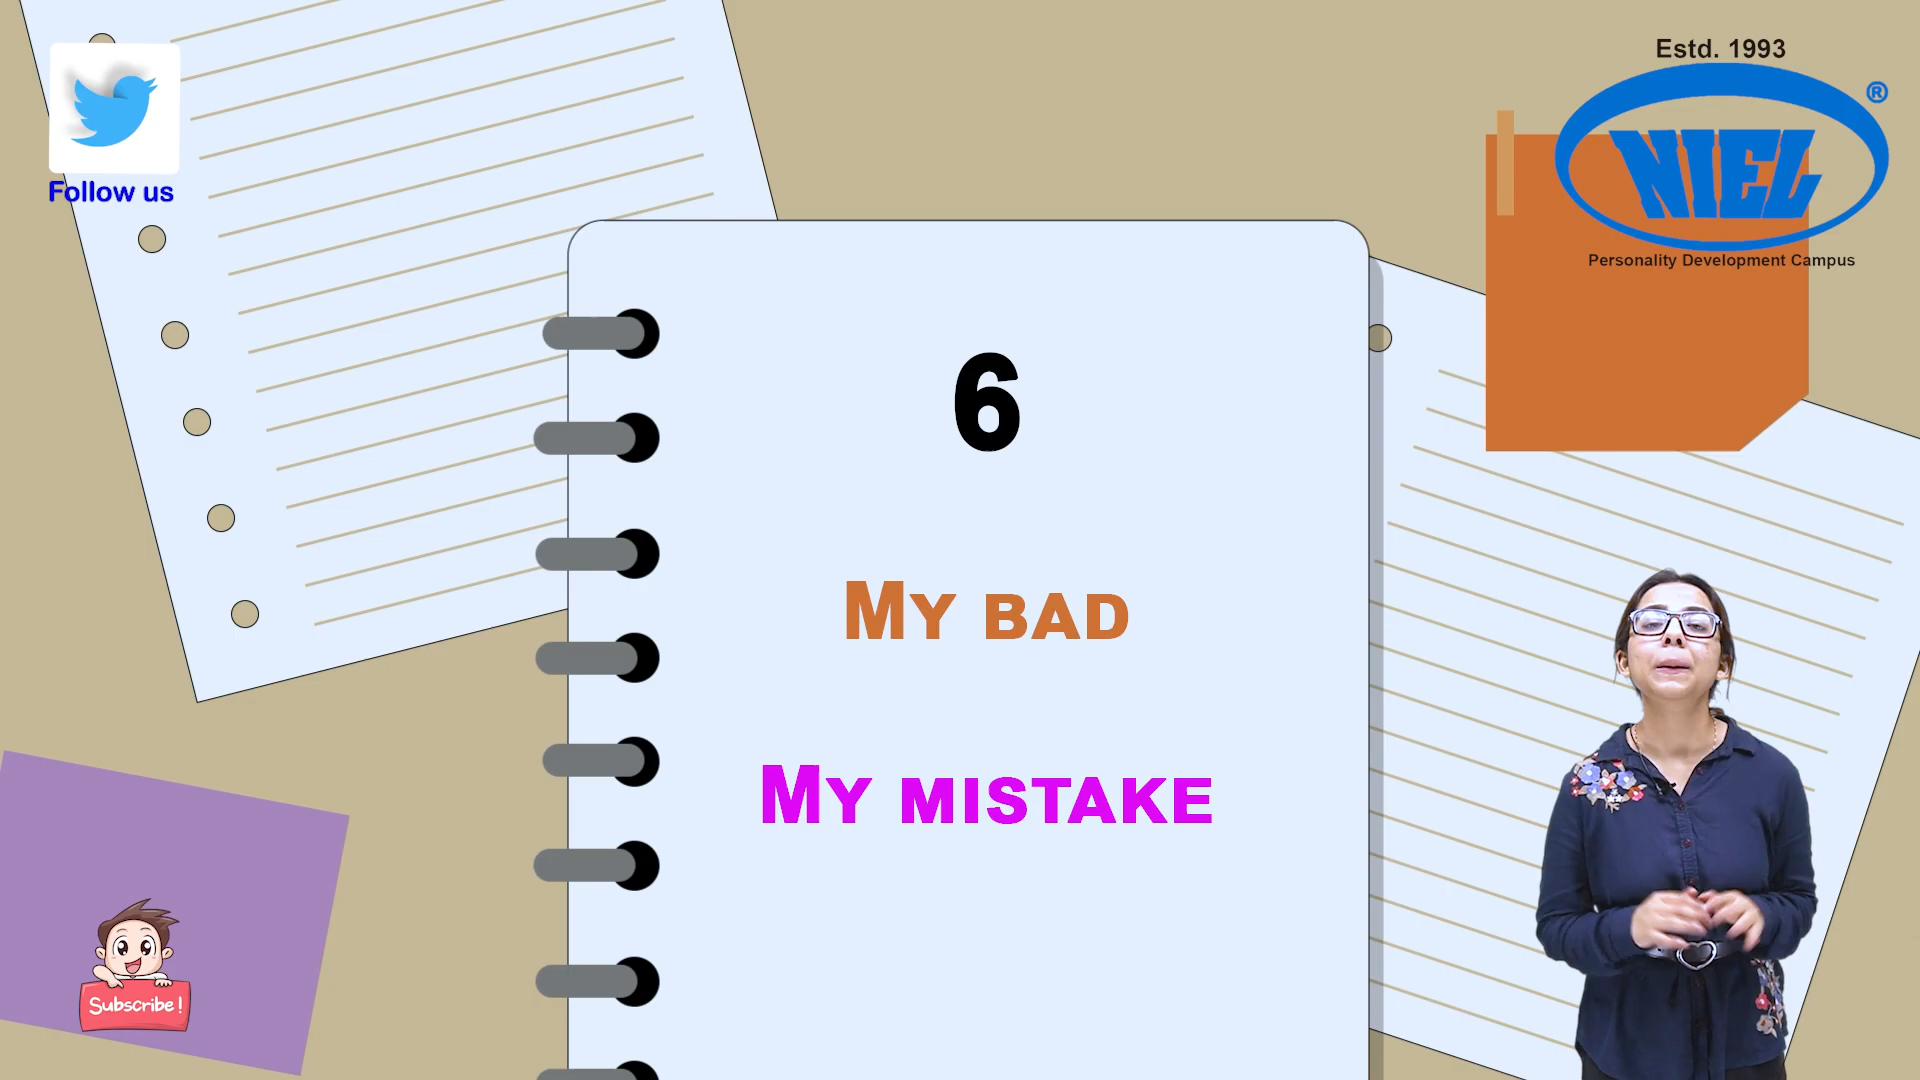 Follow us
Estd. 1993
NIEL®
Personality Development Campus
6
MY BAD
MY MISTAKE
Subscribe!